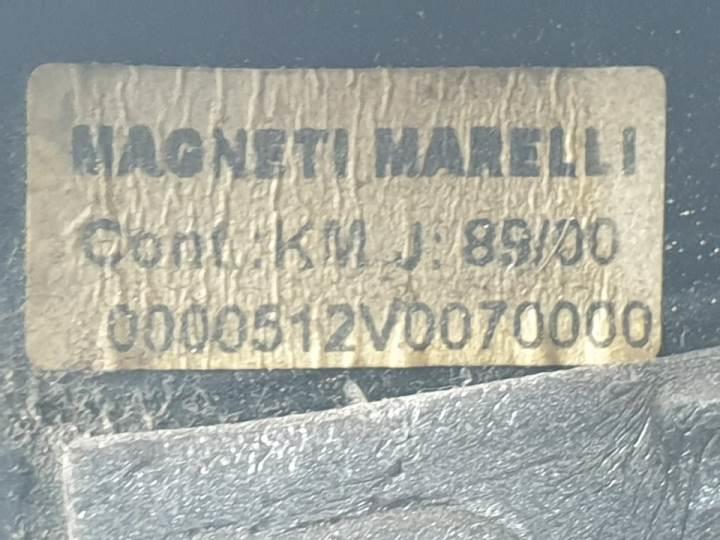 MAGNETI MARELLI
Cont.:KM J: 89/00
0000512V0070000